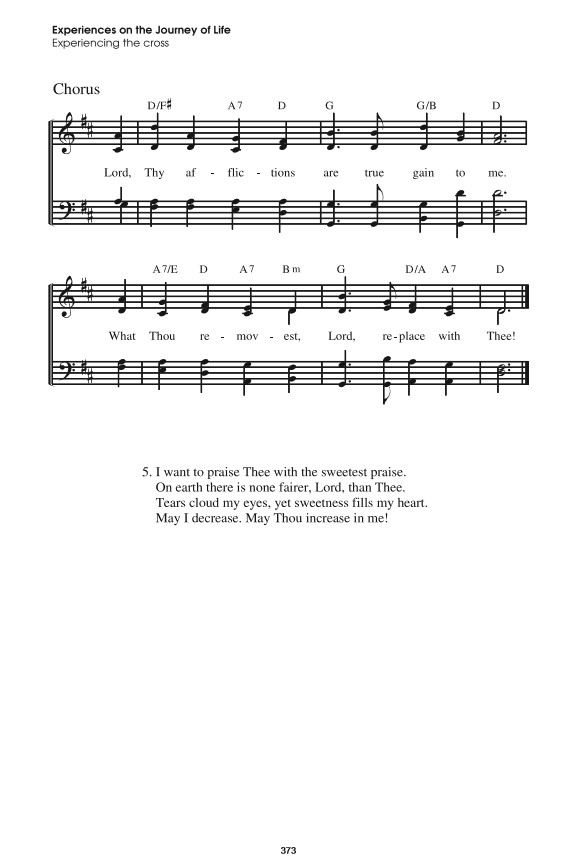 Experiences on the Journey of Life
Experiencing the cross
Chorus
D/F♯ A7 D G G/B D
Lord, Thy af - flic - tions are true gain to me.
A7/E D A7 Bm G D/A A7 D
What Thou re - mov - est, Lord, re-place with Thee!
5. I want to praise Thee with the sweetest praise.
On earth there is none fairer, Lord, than Thee.
Tears cloud my eyes, yet sweetness fills my heart.
May I decrease. May Thou increase in me!
373